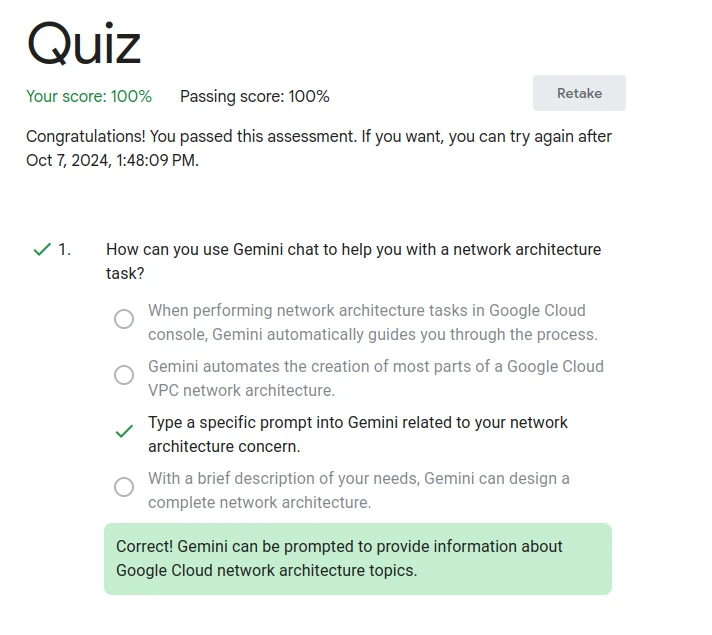 Quiz
Your score: 100% Passing score: 100% Retake
Congratulations! You passed this assessment. If you want, you can try again after
Oct 7, 2024, 1:48:09 PM.
1. How can you use Gemini chat to help you with a network architecture
task?
When performing network architecture tasks in Google Cloud
console, Gemini automatically guides you through the process.
Gemini automates the creation of most parts of a Google Cloud
VPC network architecture.
Type a specific prompt into Gemini related to your network
architecture concern.
With a brief description of your needs, Gemini can design a
complete network architecture.
Correct! Gemini can be prompted to provide information about
Google Cloud network architecture topics.